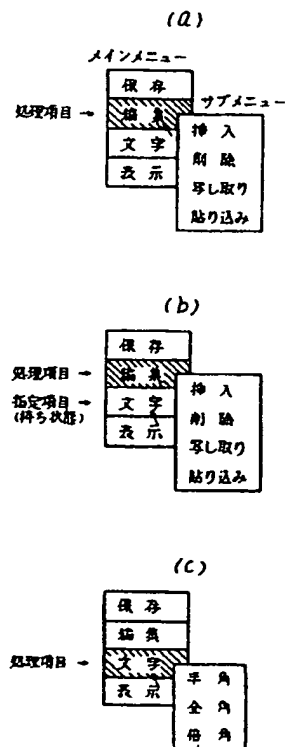 (a)
メインメニュー
保存
処理項目 → 編集 サブメニュー
文字 挿入
表示 削除
写し取り
貼り込み
(b)
保存
処理項目 → 編集
指定項目 → 文字 挿入
(待ち状態) 表示 削除
写し取り
貼り込み
(c)
保存
編集
処理項目 → 文字
表示 半角
全角
倍角